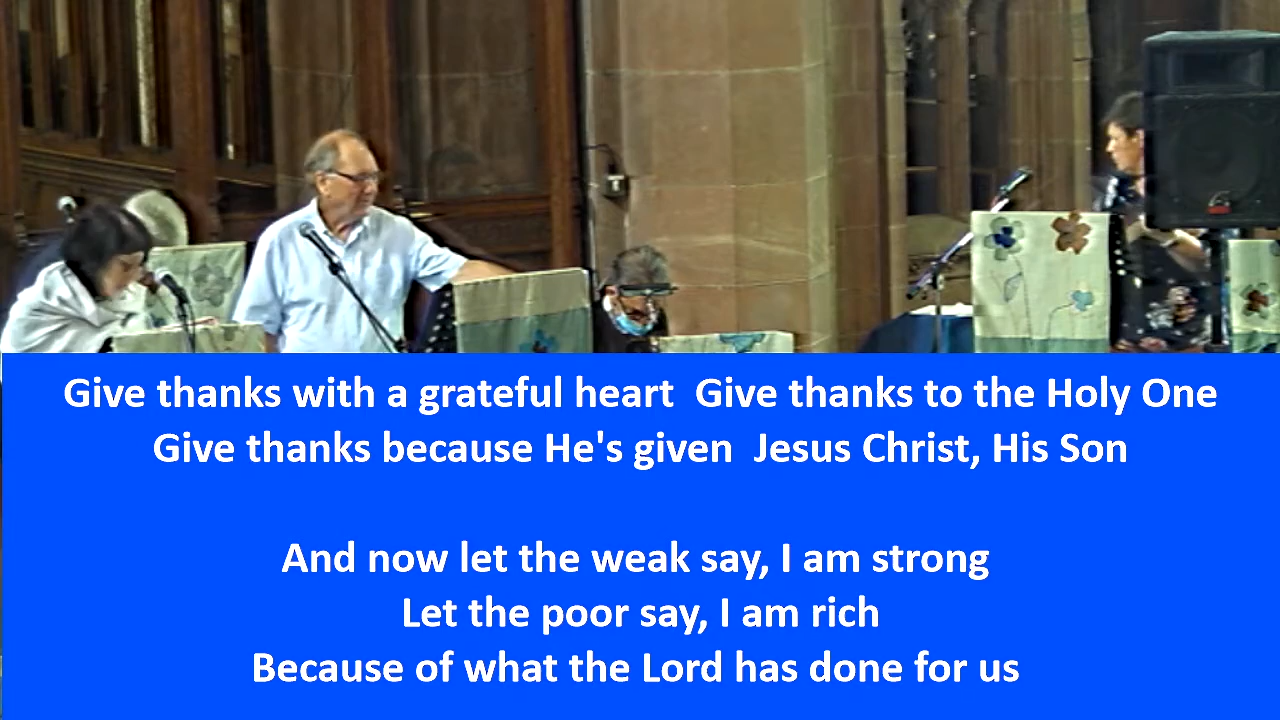 Give thanks with a grateful heart  Give thanks to the Holy One
Give thanks because He's given  Jesus Christ, His Son
And now let the weak say, I am strong
Let the poor say, I am rich
Because of what the Lord has done for us